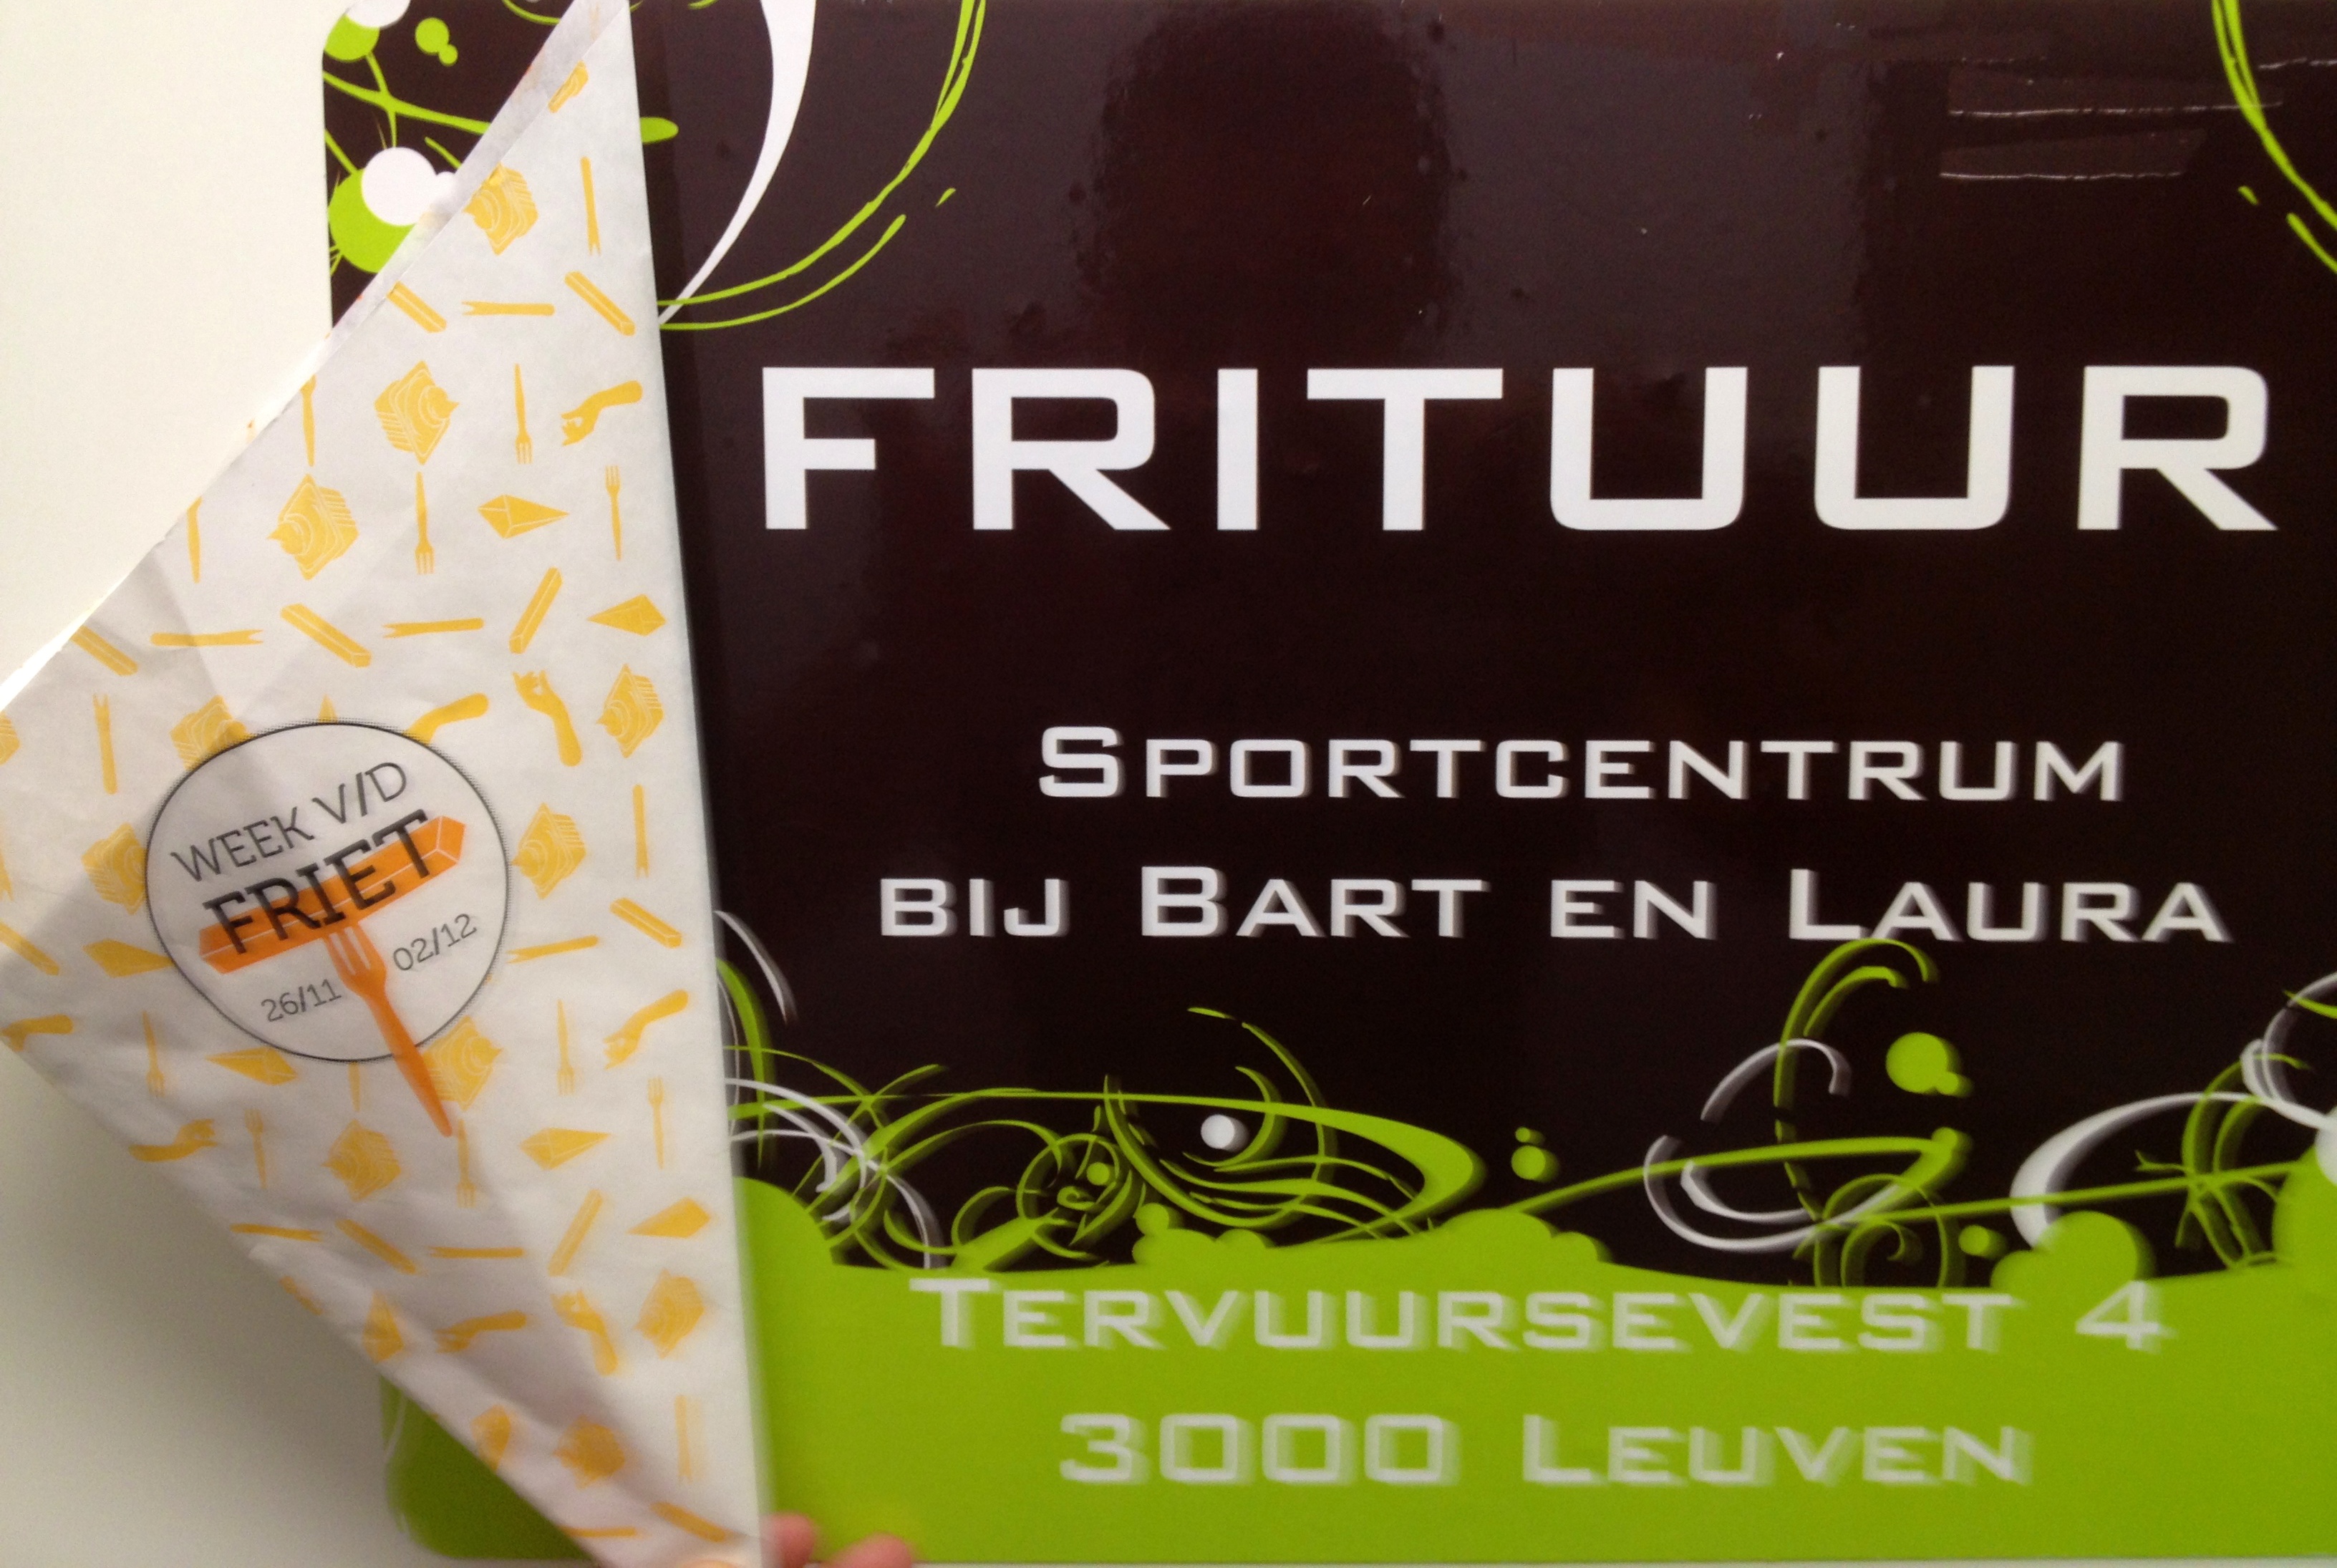 FRITUUR
SPORTCENTRUM
BIJ BART EN LAURA
TERVUURSEVEST 4
3000 LEUVEN
WEEK V/D
FRIET
26/11 02/12